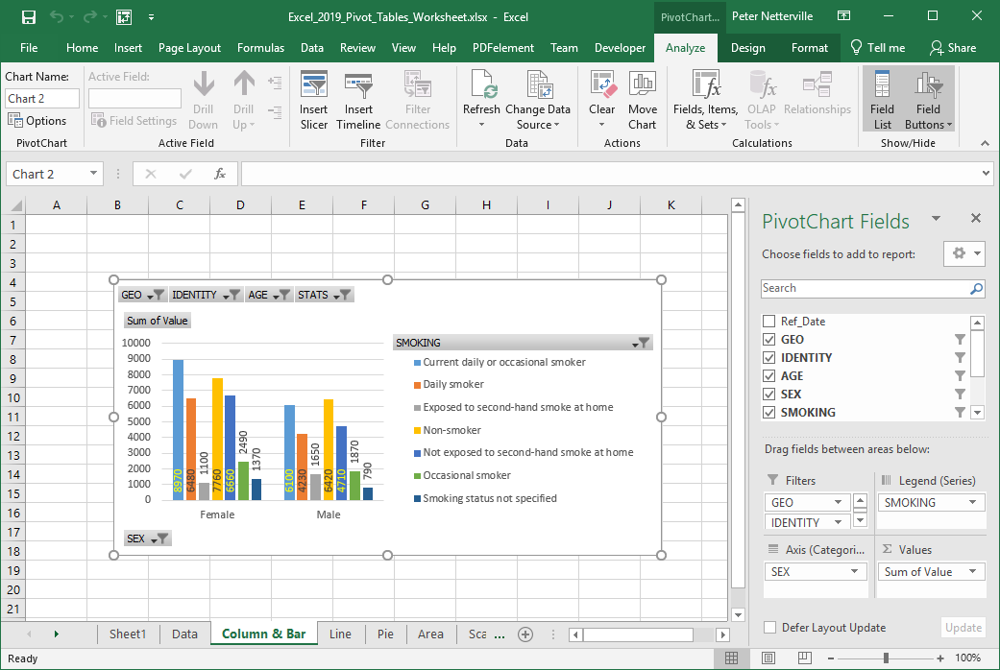 Excel_2019_Pivot_Tables_Worksheet.xlsx - Excel
PivotChart...
Peter Netterville
File Home Insert Page Layout Formulas Data Review View Help PDFelement Team Developer Analyze Design Format Tell me Share
Chart Name:
Chart 2
Options
PivotChart
Active Field:
Field Settings
Drill Down
Drill Up
Active Field
Insert Slicer
Insert Timeline
Filter Connections
Filter
Refresh
Change Data Source
Data
Clear
Move Chart
Actions
Fields, Items, & Sets
OLAP Tools
Relationships
Calculations
Field List
Field Buttons
Show/Hide
Chart 2
fx
A B C D E F G H I J K
1
2
3
4
5
6
7
8
9
10
11
12
13
14
15
16
17
18
19
20
21
GEO IDENTITY AGE STATS
Sum of Value
10000
9000
8000
7000
6000
5000
4000
3000
2000
1000
0
8970 6480 1100 7760 6660 2490 1370
6100 4230 1650 6420 4710 1870 790
Female Male
SEX
SMOKING
Current daily or occasional smoker
Daily smoker
Exposed to second-hand smoke at home
Non-smoker
Not exposed to second-hand smoke at home
Occasional smoker
Smoking status not specified
PivotChart Fields
Choose fields to add to report:
Search
Ref_Date
GEO
IDENTITY
AGE
SEX
SMOKING
Drag fields between areas below:
Filters
GEO
IDENTITY
Legend (Series)
SMOKING
Axis (Categori...
SEX
Σ Values
Sum of Value
Defer Layout Update
Update
Sheet1 Data Column & Bar Line Pie Area Sca ...
Ready
100%